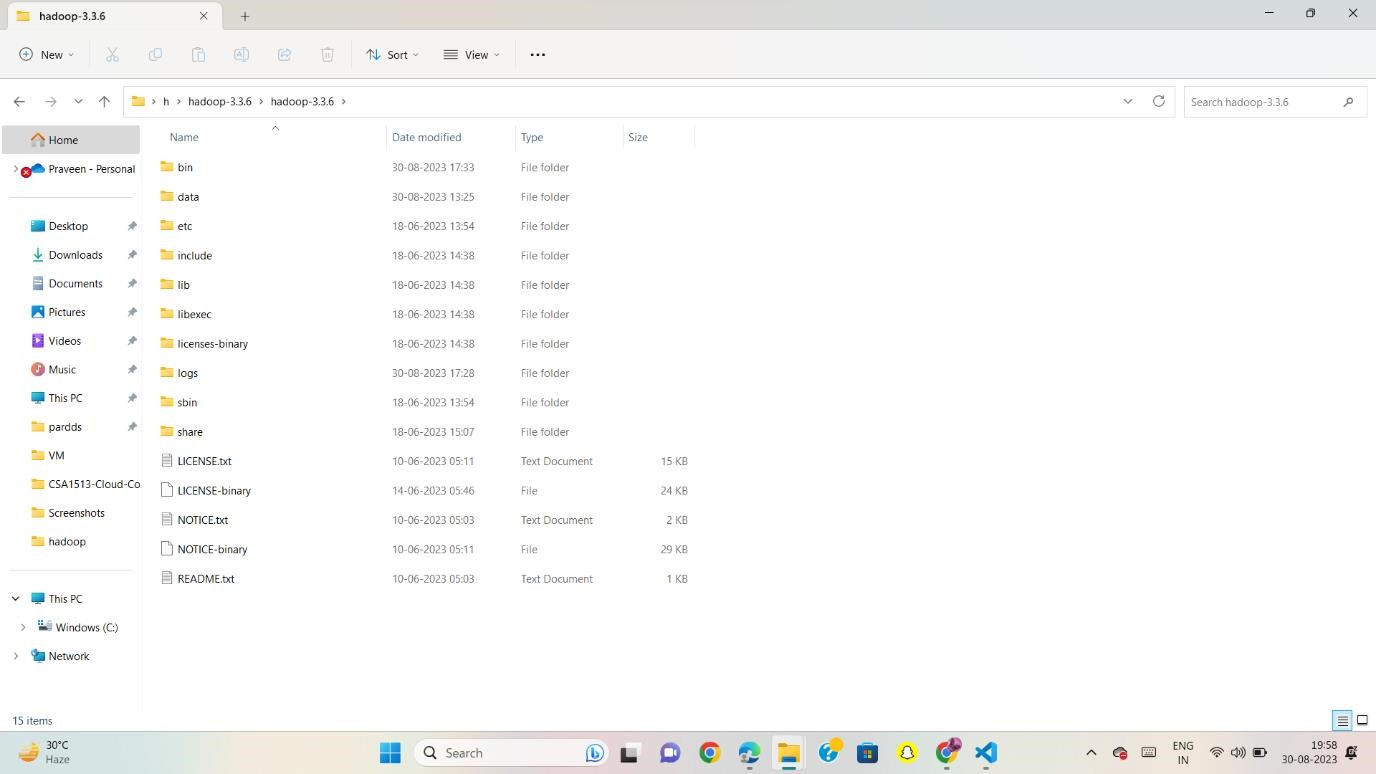 hadoop-3.3.6
New
Sort
View
h > hadoop-3.3.6 > hadoop-3.3.6 >
Search hadoop-3.3.6
Home
Praveen - Personal
Desktop
Downloads
Documents
Pictures
Videos
Music
This PC
pardds
VM
CSA1513-Cloud-Co
Screenshots
hadoop
This PC
Windows (C:)
Network
Name Date modified Type Size
bin 30-08-2023 17:33 File folder
data 30-08-2023 13:25 File folder
etc 18-06-2023 13:54 File folder
include 18-06-2023 14:38 File folder
lib 18-06-2023 14:38 File folder
libexec 18-06-2023 14:38 File folder
licenses-binary 18-06-2023 14:38 File folder
logs 30-08-2023 17:28 File folder
sbin 18-06-2023 13:54 File folder
share 18-06-2023 15:07 File folder
LICENSE.txt 10-06-2023 05:11 Text Document 15 KB
LICENSE-binary 14-06-2023 05:46 File 24 KB
NOTICE.txt 10-06-2023 05:03 Text Document 2 KB
NOTICE-binary 10-06-2023 05:11 File 29 KB
README.txt 10-06-2023 05:03 Text Document 1 KB
15 items
30°C
Haze
Search
ENG
IN
19:58
30-08-2023